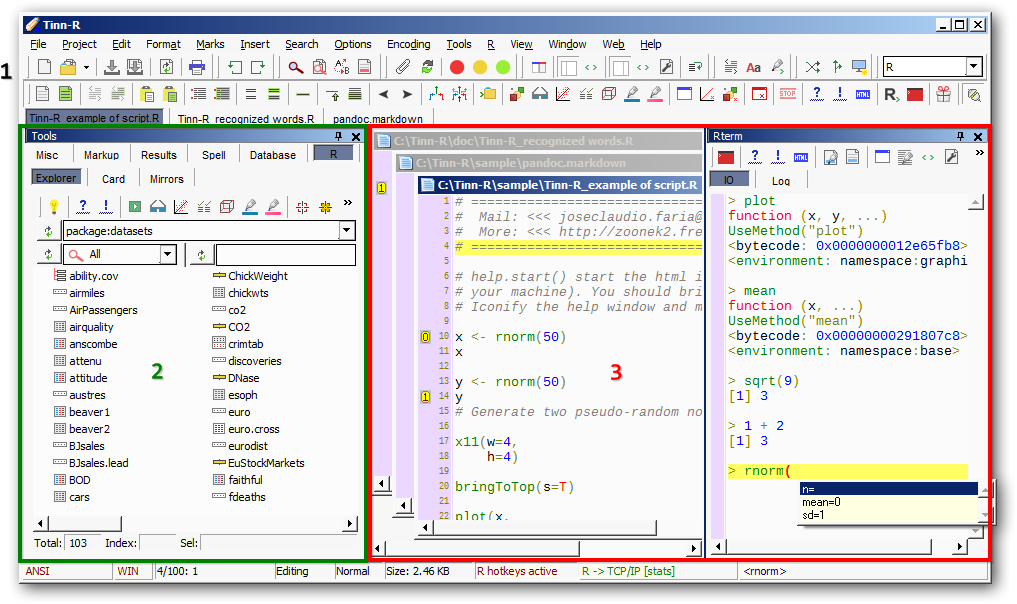 Tinn-R
File Project Edit Format Marks Insert Search Options Encoding Tools R View Window Web Help
1
R
Tinn-R_example of script.R Tinn-R_recognized words.R pandoc.markdown
Tools
Misc Markup Results Spell Database R
Explorer Card Mirrors
package:datasets
All
ability.cov ChickWeight
airmiles chickwts
AirPassengers co2
airquality CO2
anscombe crimtab
attenu discoveries
attitude DNase
austres esoph
beaver1 euro
beaver2 euro.cross
BJsales eurodist
BJsales.lead EuStockMarkets
BOD faithful
cars fdeaths
2
Total: 103 Index: Sel:
C:\Tinn-R\doc\Tinn-R_recognized words.R
C:\Tinn-R\sample\pandoc.markdown
C:\Tinn-R\sample\Tinn-R_example of script.R
1
1 # ==============================
2 #  Mail: <<< joseclaudio.faria@
3 #  More: <<< http://zoonek2.fre
4 # ==============================
5
6 # help.start() start the html i
7 # your machine). You should bri
8 # Iconify the help window and m
9
0 10 x <- rnorm(50)
11 x
12
13 y <- rnorm(50)
1 14 y
15 # Generate two pseudo-random no
16
17 x11(w=4,
18     h=4)
19
20 bringToTop(s=T)
21
22 plot(x,
3
Rterm
IO Log
> plot
function (x, y, ...)
UseMethod("plot")
<bytecode: 0x0000000012e65fb8>
<environment: namespace:graphi
> mean
function (x, ...)
UseMethod("mean")
<bytecode: 0x00000000291807c8>
<environment: namespace:base>
> sqrt(9)
[1] 3
> 1 + 2
[1] 3
> rnorm(
n=
mean=0
sd=1
ANSI WIN 4/100: 1 Editing Normal Size: 2.46 KB R hotkeys active R -> TCP/IP [stats] <rnorm>